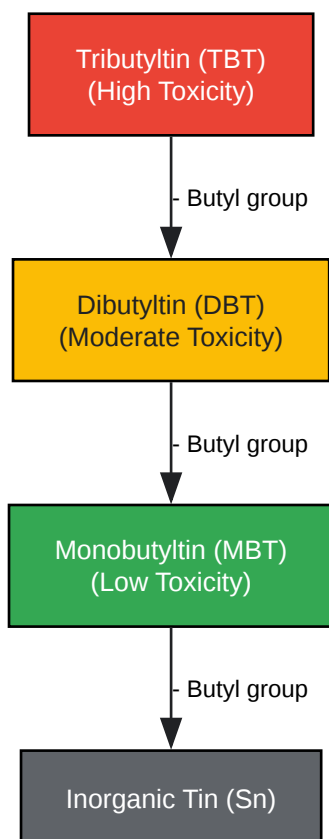 Tributyltin (TBT)
(High Toxicity)
- Butyl group
Dibutyltin (DBT)
(Moderate Toxicity)
- Butyl group
Monobutyltin (MBT)
(Low Toxicity)
- Butyl group
Inorganic Tin (Sn)